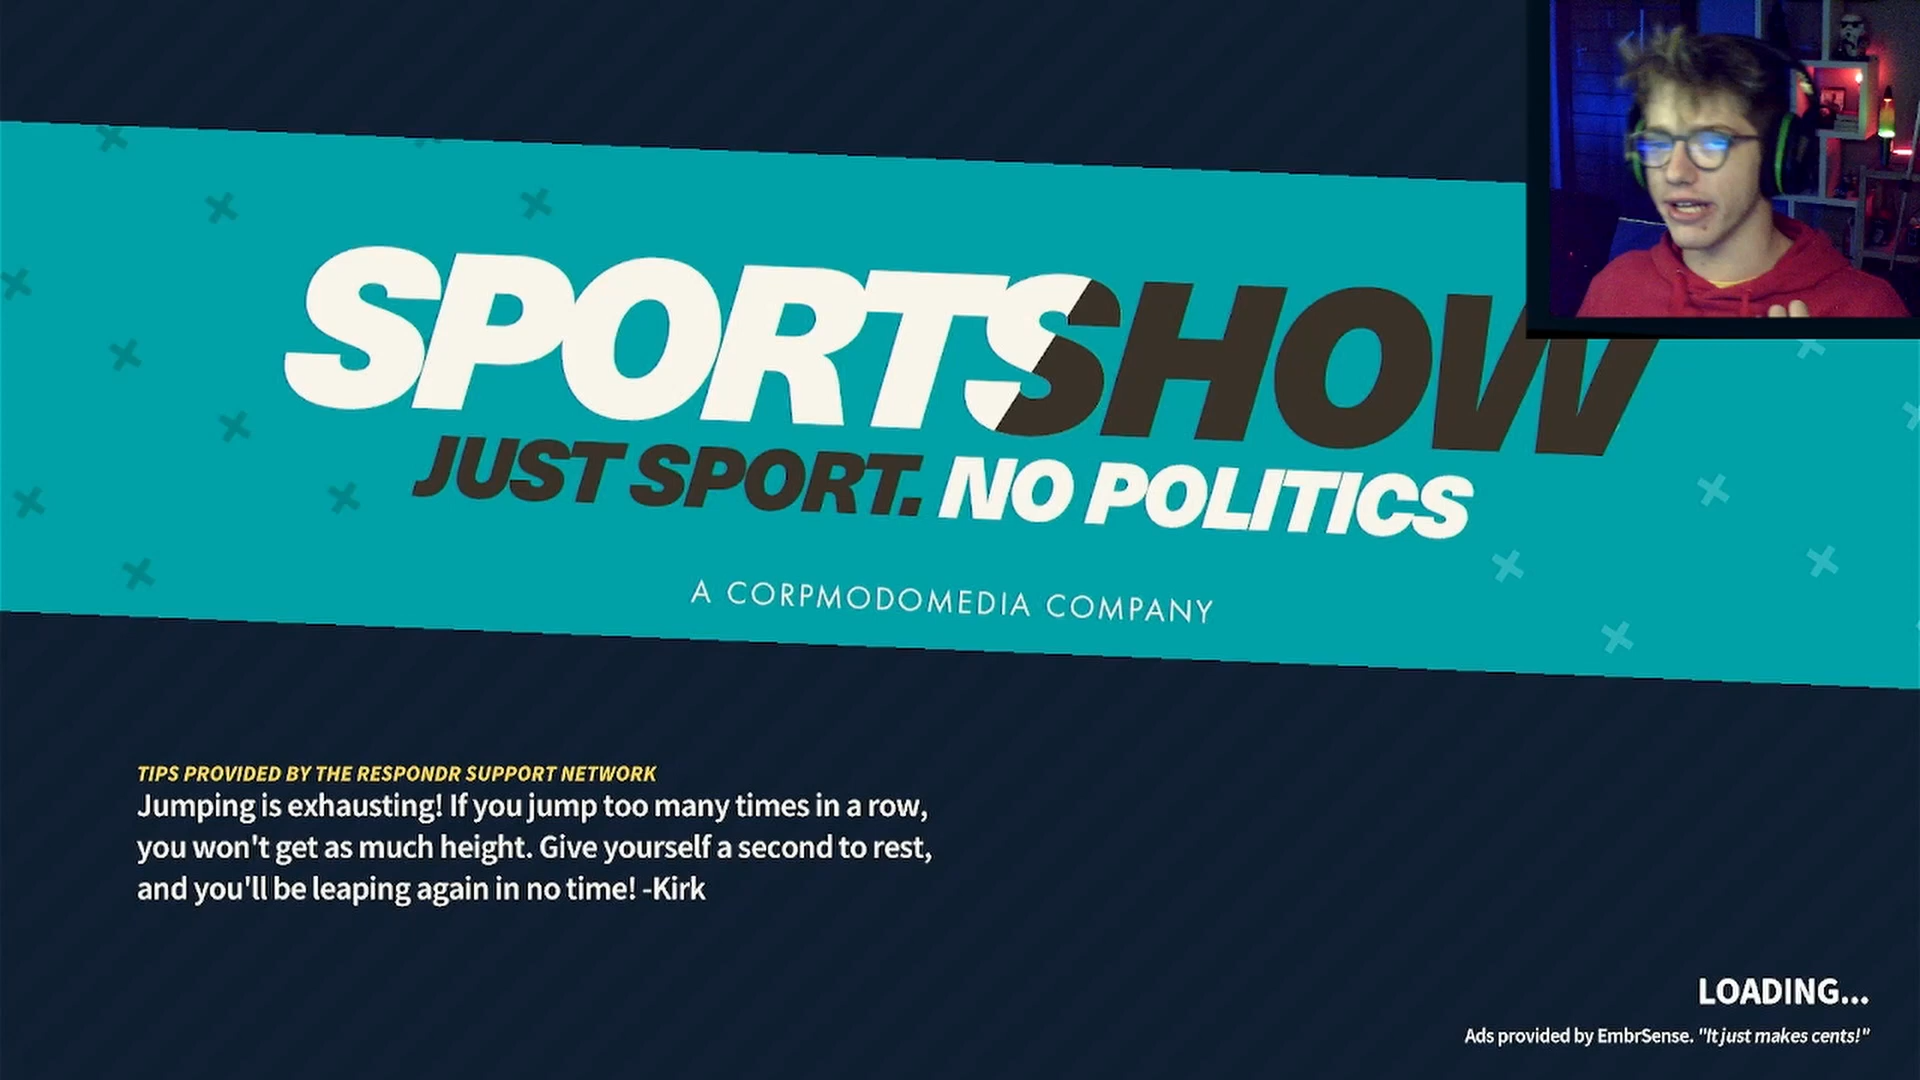 SPORTSHOW
JUST SPORT. NO POLITICS
A CORPMODOMEDIA COMPANY
TIPS PROVIDED BY THE RESPONDR SUPPORT NETWORK
Jumping is exhausting! If you jump too many times in a row,
you won't get as much height. Give yourself a second to rest,
and you'll be leaping again in no time! -Kirk
LOADING...
Ads provided by EmbrSense. "It just makes cents!"